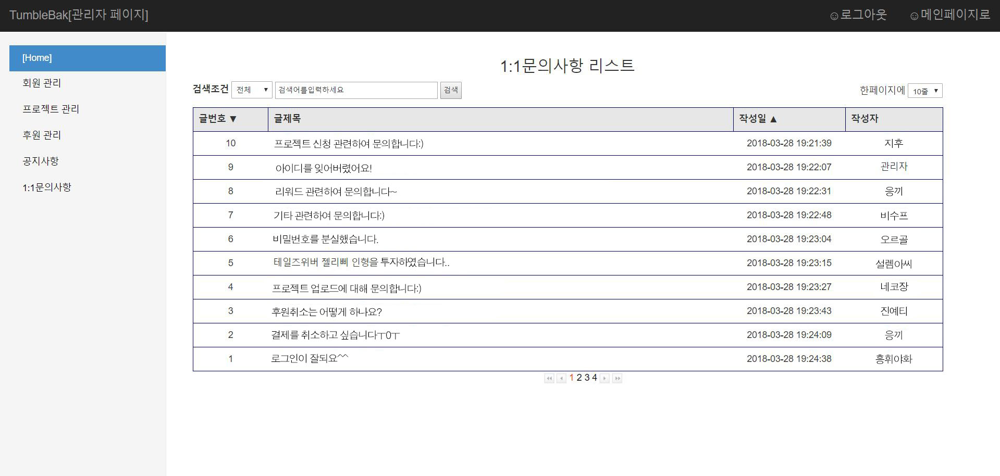 TumbleBak[관리자 페이지] ☺로그아웃 ☺메인페이지로
[Home]
회원 관리
프로젝트 관리
후원 관리
공지사항
1:1문의사항
1:1문의사항 리스트
검색조건 전체 ▼ 검색어를입력하세요 검색 한페이지에 10줄 ▼
글번호 ▼ 글제목 작성일 ▲ 작성자
10 프로젝트 신청 관련하여 문의합니다:) 2018-03-28 19:21:39 지후
9 아이디를 잊어버렸어요! 2018-03-28 19:22:07 관리자
8 리워드 관련하여 문의합니다~ 2018-03-28 19:22:31 응끼
7 기타 관련하여 문의합니다:) 2018-03-28 19:22:48 비수프
6 비밀번호를 분실했습니다. 2018-03-28 19:23:04 오르골
5 테일즈위버 젤리삐 인형을 투자하였습니다.. 2018-03-28 19:23:15 설렘아씨
4 프로젝트 업로드에 대해 문의합니다:) 2018-03-28 19:23:27 네코장
3 후원취소는 어떻게 하나요? 2018-03-28 19:23:43 진예티
2 결제를 취소하고 싶습니다ㅜ0ㅜ 2018-03-28 19:24:09 응끼
1 로그인이 잘되요^^ 2018-03-28 19:24:38 흥휘야화
1 2 3 4